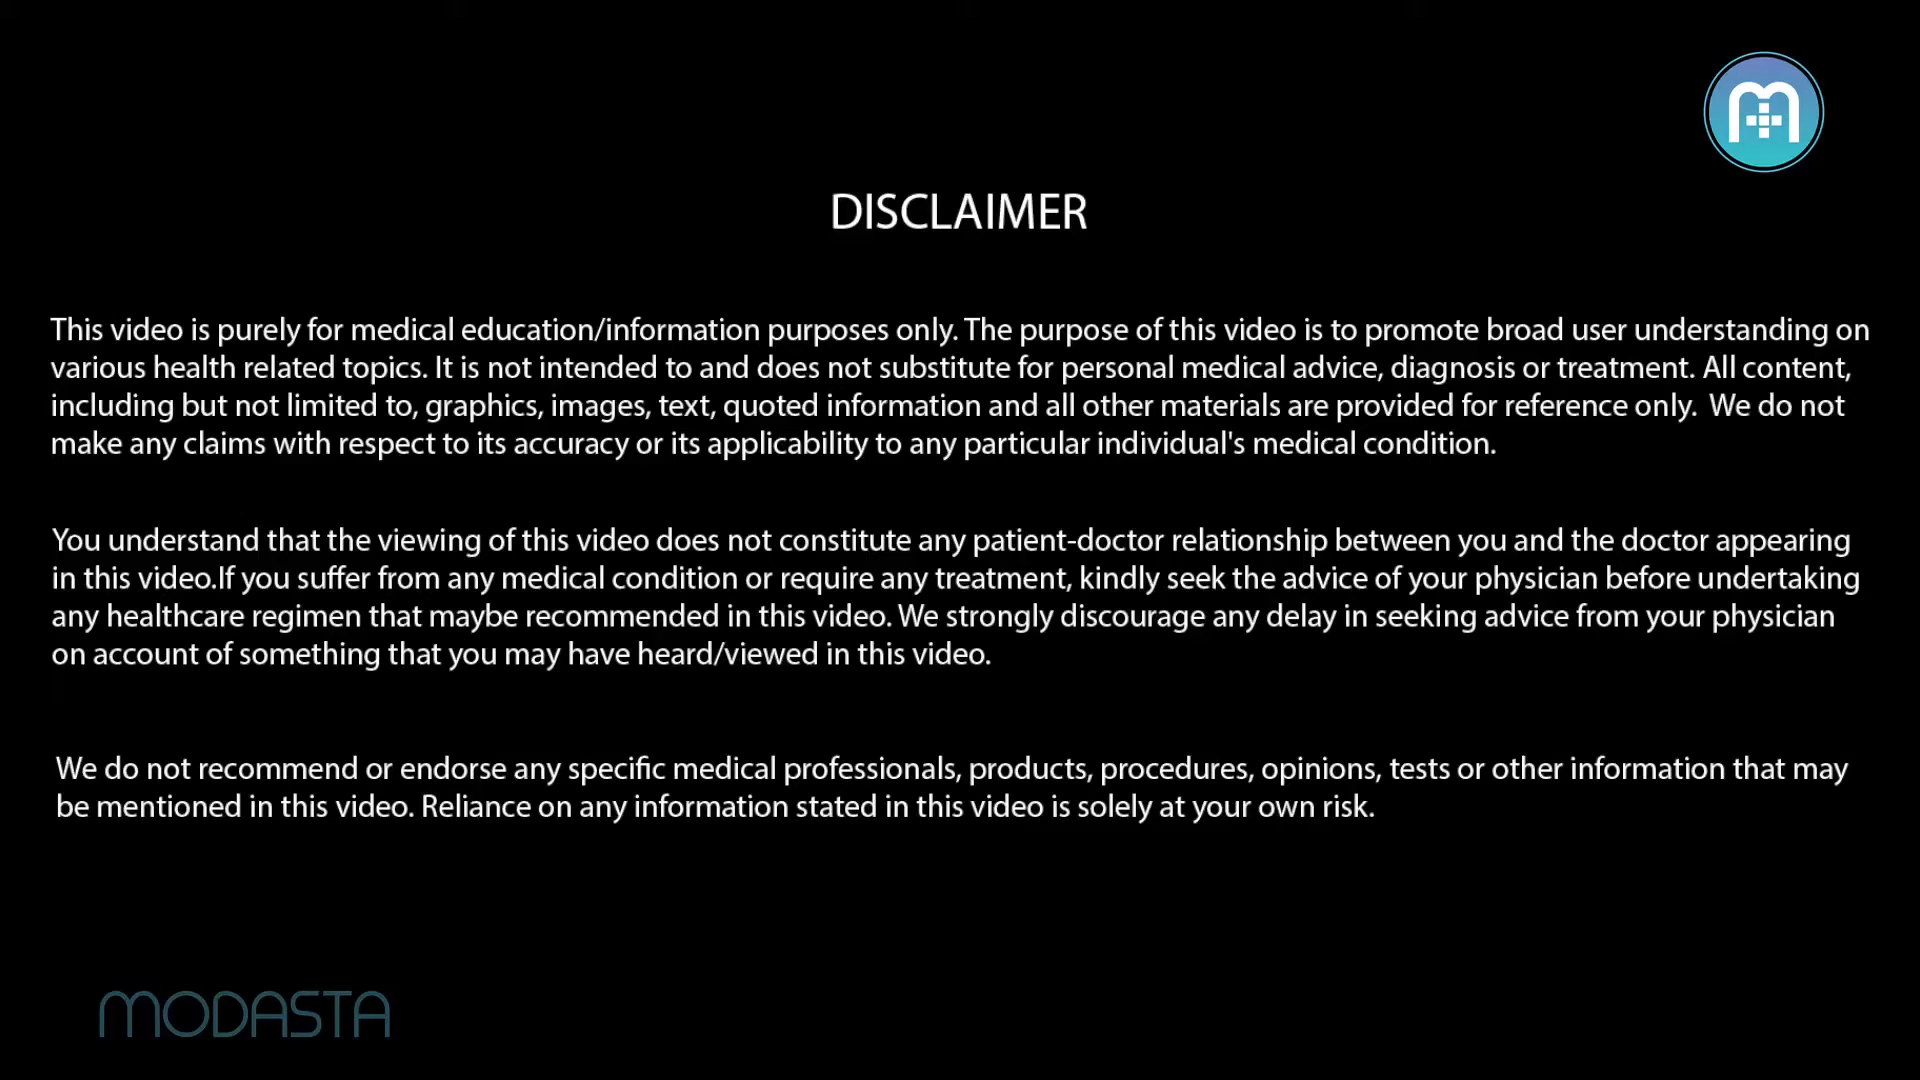 m
DISCLAIMER
This video is purely for medical education/information purposes only. The purpose of this video is to promote broad user understanding on
various health related topics. It is not intended to and does not substitute for personal medical advice, diagnosis or treatment. All content,
including but not limited to, graphics, images, text, quoted information and all other materials are provided for reference only.  We do not
make any claims with respect to its accuracy or its applicability to any particular individual's medical condition.
You understand that the viewing of this video does not constitute any patient-doctor relationship between you and the doctor appearing
in this video.If you suffer from any medical condition or require any treatment, kindly seek the advice of your physician before undertaking
any healthcare regimen that maybe recommended in this video. We strongly discourage any delay in seeking advice from your physician
on account of something that you may have heard/viewed in this video.
We do not recommend or endorse any specific medical professionals, products, procedures, opinions, tests or other information that may
be mentioned in this video. Reliance on any information stated in this video is solely at your own risk.
MODASTA